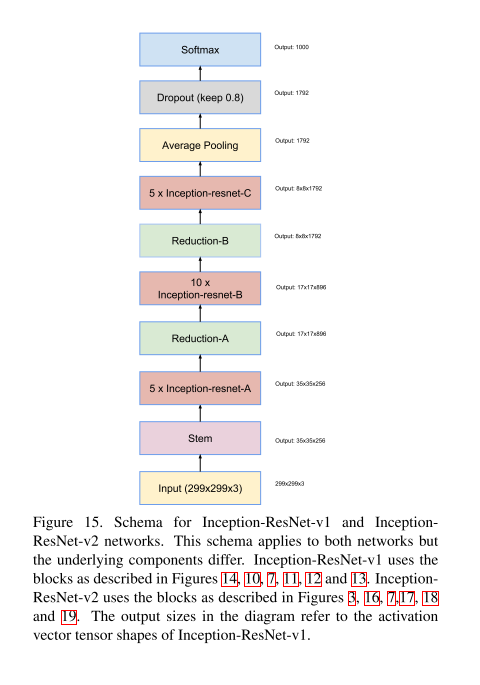 Softmax
Output: 1000
Dropout (keep 0.8)
Output: 1792
Average Pooling
Output: 1792
5 x Inception-resnet-C
Output: 8x8x1792
Reduction-B
Output: 8x8x1792
10 x
Inception-resnet-B
Output: 17x17x896
Reduction-A
Output: 17x17x896
5 x Inception-resnet-A
Output: 35x35x256
Stem
Output: 35x35x256
Input (299x299x3)
299x299x3
Figure 15. Schema for Inception-ResNet-v1 and Inception-
ResNet-v2 networks. This schema applies to both networks but
the underlying components differ. Inception-ResNet-v1 uses the
blocks as described in Figures 14, 10, 7, 11, 12 and 13. Inception-
ResNet-v2 uses the blocks as described in Figures 3, 16, 7,17, 18
and 19. The output sizes in the diagram refer to the activation
vector tensor shapes of Inception-ResNet-v1.